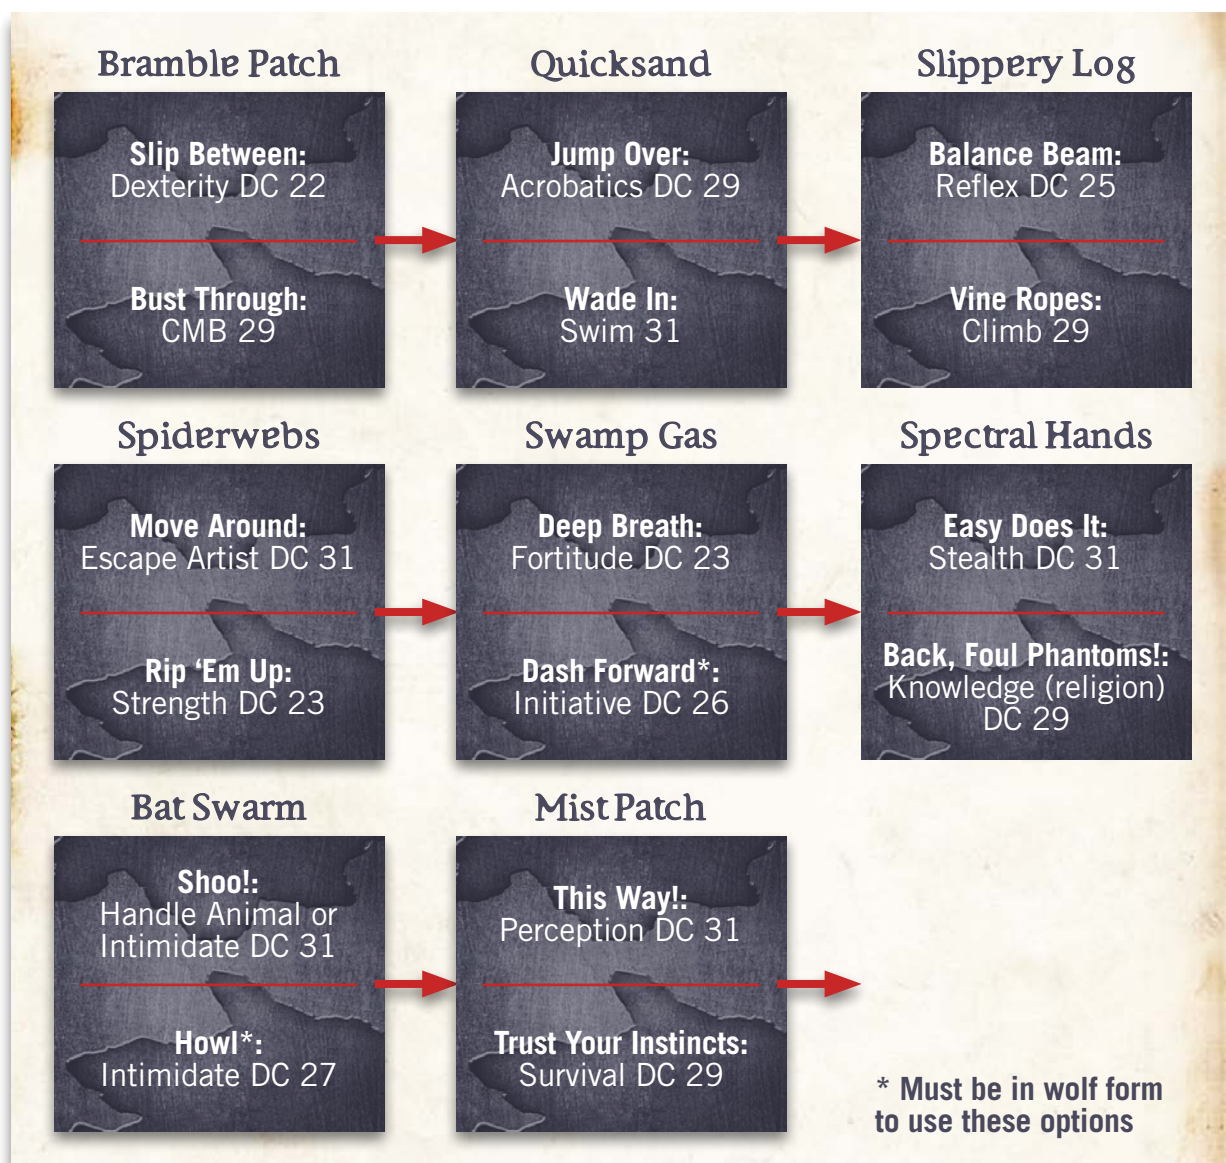 Bramble Patch
Slip Between:
Dexterity DC 22
Bust Through:
CMB 29
Quicksand
Jump Over:
Acrobatics DC 29
Wade In:
Swim 31
Slippery Log
Balance Beam:
Reflex DC 25
Vine Ropes:
Climb 29
Spiderwebs
Move Around:
Escape Artist DC 31
Rip ‘Em Up:
Strength DC 23
Swamp Gas
Deep Breath:
Fortitude DC 23
Dash Forward*:
Initiative DC 26
Spectral Hands
Easy Does It:
Stealth DC 31
Back, Foul Phantoms!:
Knowledge (religion)
DC 29
Bat Swarm
Shoo!:
Handle Animal or
Intimidate DC 31
Howl*:
Intimidate DC 27
Mist Patch
This Way!:
Perception DC 31
Trust Your Instincts:
Survival DC 29
* Must be in wolf form
to use these options